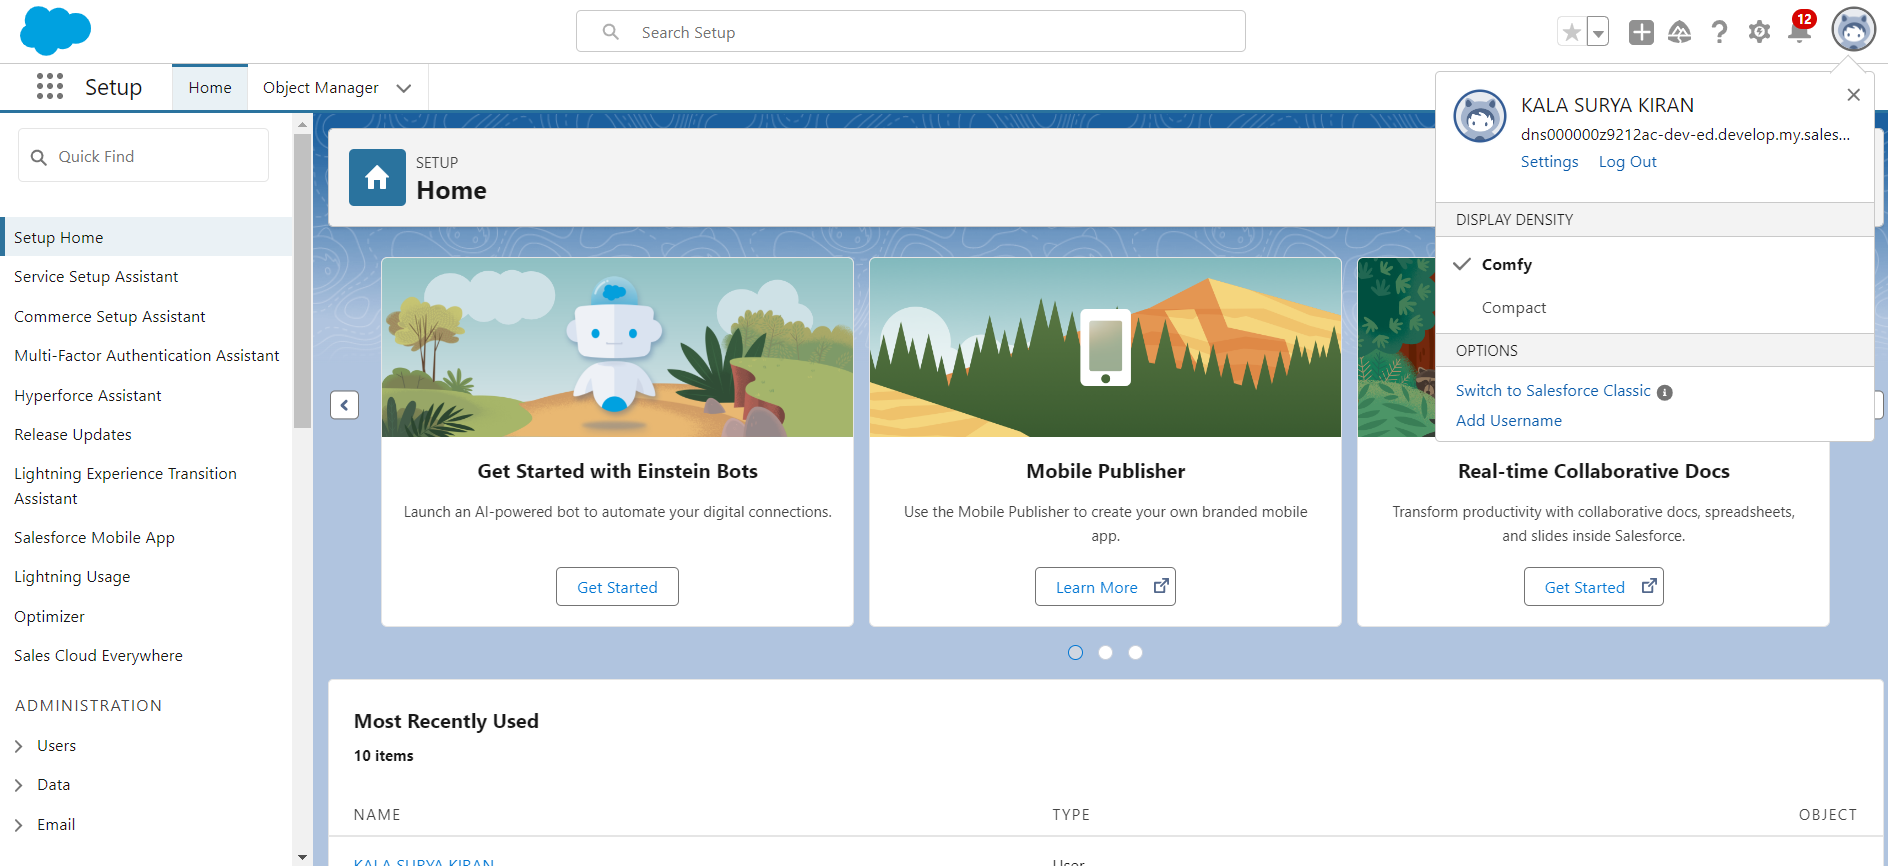 Search Setup
12
Setup
Home
Object Manager
KALA SURYA KIRAN
dns000000z9212ac-dev-ed.develop.my.sales...
Settings Log Out
DISPLAY DENSITY
Comfy
Compact
OPTIONS
Switch to Salesforce Classic
Add Username
Quick Find
Setup Home
Service Setup Assistant
Commerce Setup Assistant
Multi-Factor Authentication Assistant
Hyperforce Assistant
Release Updates
Lightning Experience Transition
Assistant
Salesforce Mobile App
Lightning Usage
Optimizer
Sales Cloud Everywhere
ADMINISTRATION
Users
Data
Email
SETUP
Home
Get Started with Einstein Bots
Launch an AI-powered bot to automate your digital connections.
Get Started
Mobile Publisher
Use the Mobile Publisher to create your own branded mobile
app.
Learn More
Real-time Collaborative Docs
Transform productivity with collaborative docs, spreadsheets,
and slides inside Salesforce.
Get Started
Most Recently Used
10 items
NAME TYPE OBJECT
KALA SURYA KIRAN User